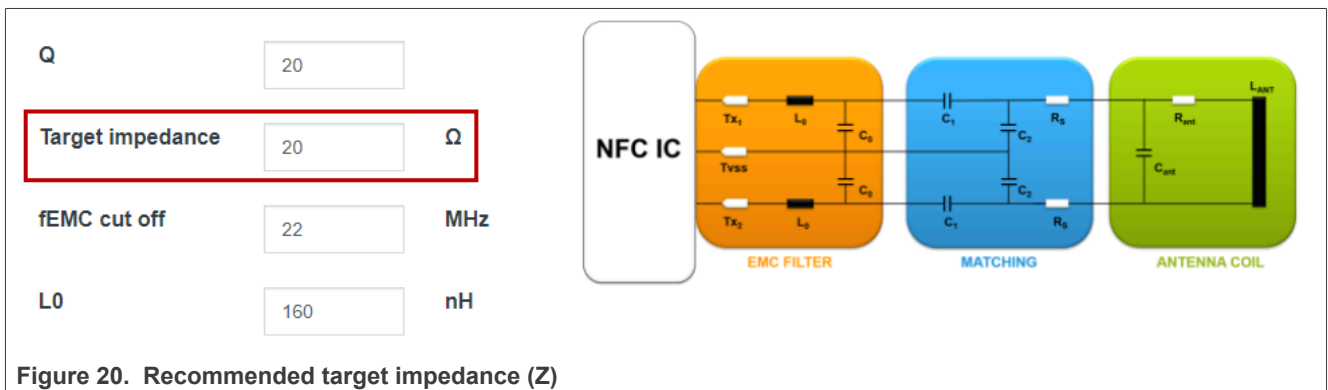 Q
20
Target impedance
20
Ω
fEMC cut off
22
MHz
L0
160
nH
NFC IC
Tx1
L0
C0
Tvss
C0
Tx2
L0
EMC FILTER
C1
RS
C2
C2
C1
RS
MATCHING
LANT
Rant
Cant
ANTENNA COIL
Figure 20. Recommended target impedance (Z)